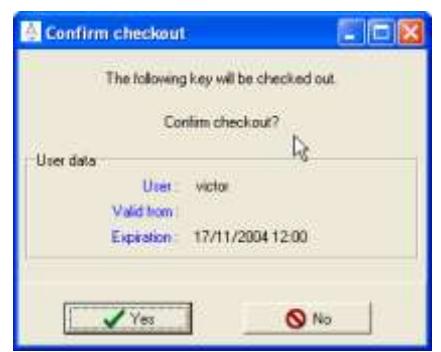 Confirm checkout
The following key will be checked out.
Confirm checkout?
User data
User : victor
Valid from :
Expiration : 17/11/2004 12:00
Yes
No